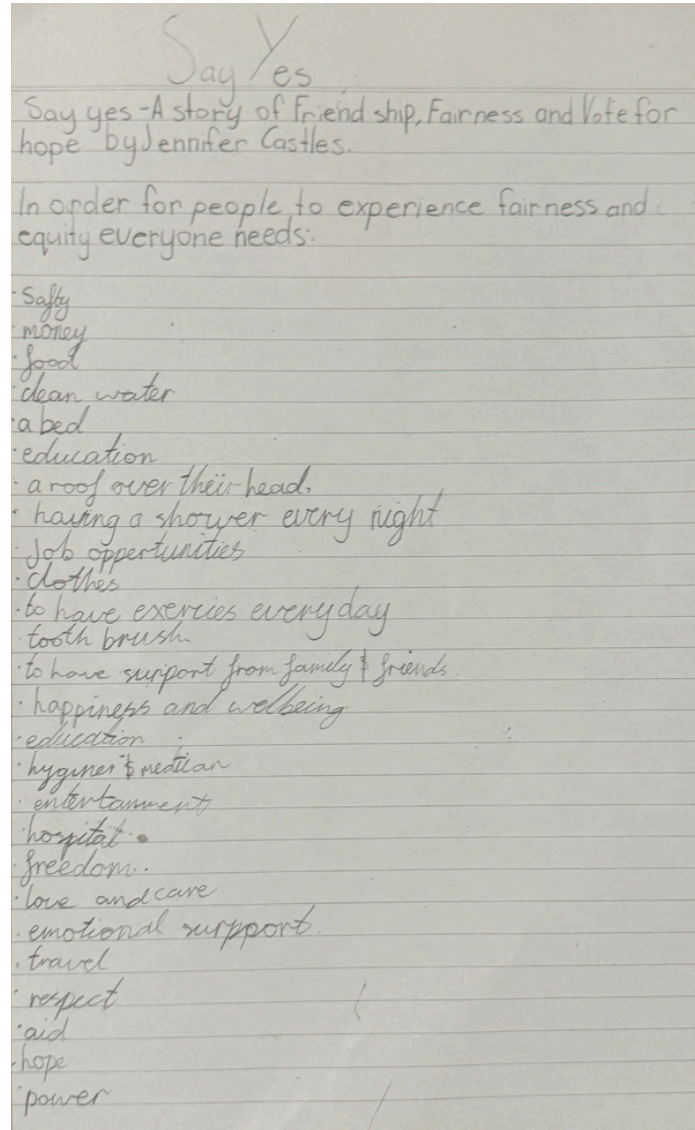 Say Yes
Say yes - A story of Friend ship, Fairness and Vote for
hope by Jennifer Castles.
In order for people to experience fairness and
equity everyone needs:
· Safty
· money
· food
· clean water
· a bed
· education
· a roof over their head.
· having a shower every night
· Job oppertunities
· clothes
· to have exercies everyday
· tooth brush
· to have surport from family & friends.
· happiness and welbeing
· education
· hyginer & medican
· entertainment
· hospital.
· freedom.
· love and care
· emotional surpport.
· travel
· respect
· aid
· hope
· power